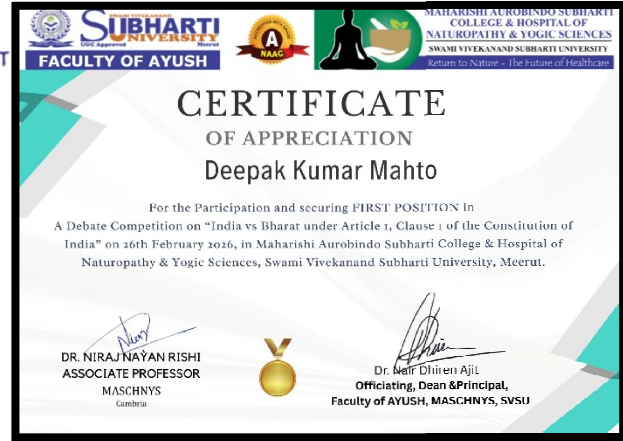 T
SWAMI VIVEKANAND
SUBHARTI
UNIVERSITY
UGC Approved Meerut
FACULTY OF AYUSH
A
NAAC
MAHARISHI AUROBINDO SUBHARTI
COLLEGE & HOSPITAL OF
NATUROPATHY & YOGIC SCIENCES
SWAMI VIVEKANAND SUBHARTI UNIVERSITY
Return to Nature – The Future of Healthcare
CERTIFICATE
OF APPRECIATION
Deepak Kumar Mahto
For the Participation and securing FIRST POSITION in
A Debate Competition on “India vs Bharat under Article 1, Clause 1 of the Constitution of
India” on 26th February 2026, in Maharishi Aurobindo Subharti College & Hospital of
Naturopathy & Yogic Sciences, Swami Vivekanand Subharti University, Meerut.
DR. NIRAJ NAYAN RISHI
ASSOCIATE PROFESSOR
MASCHNYS
Cambria
Dr. Nair Dhiren Ajit
Officiating, Dean &Principal,
Faculty of AYUSH, MASCHNYS, SVSU